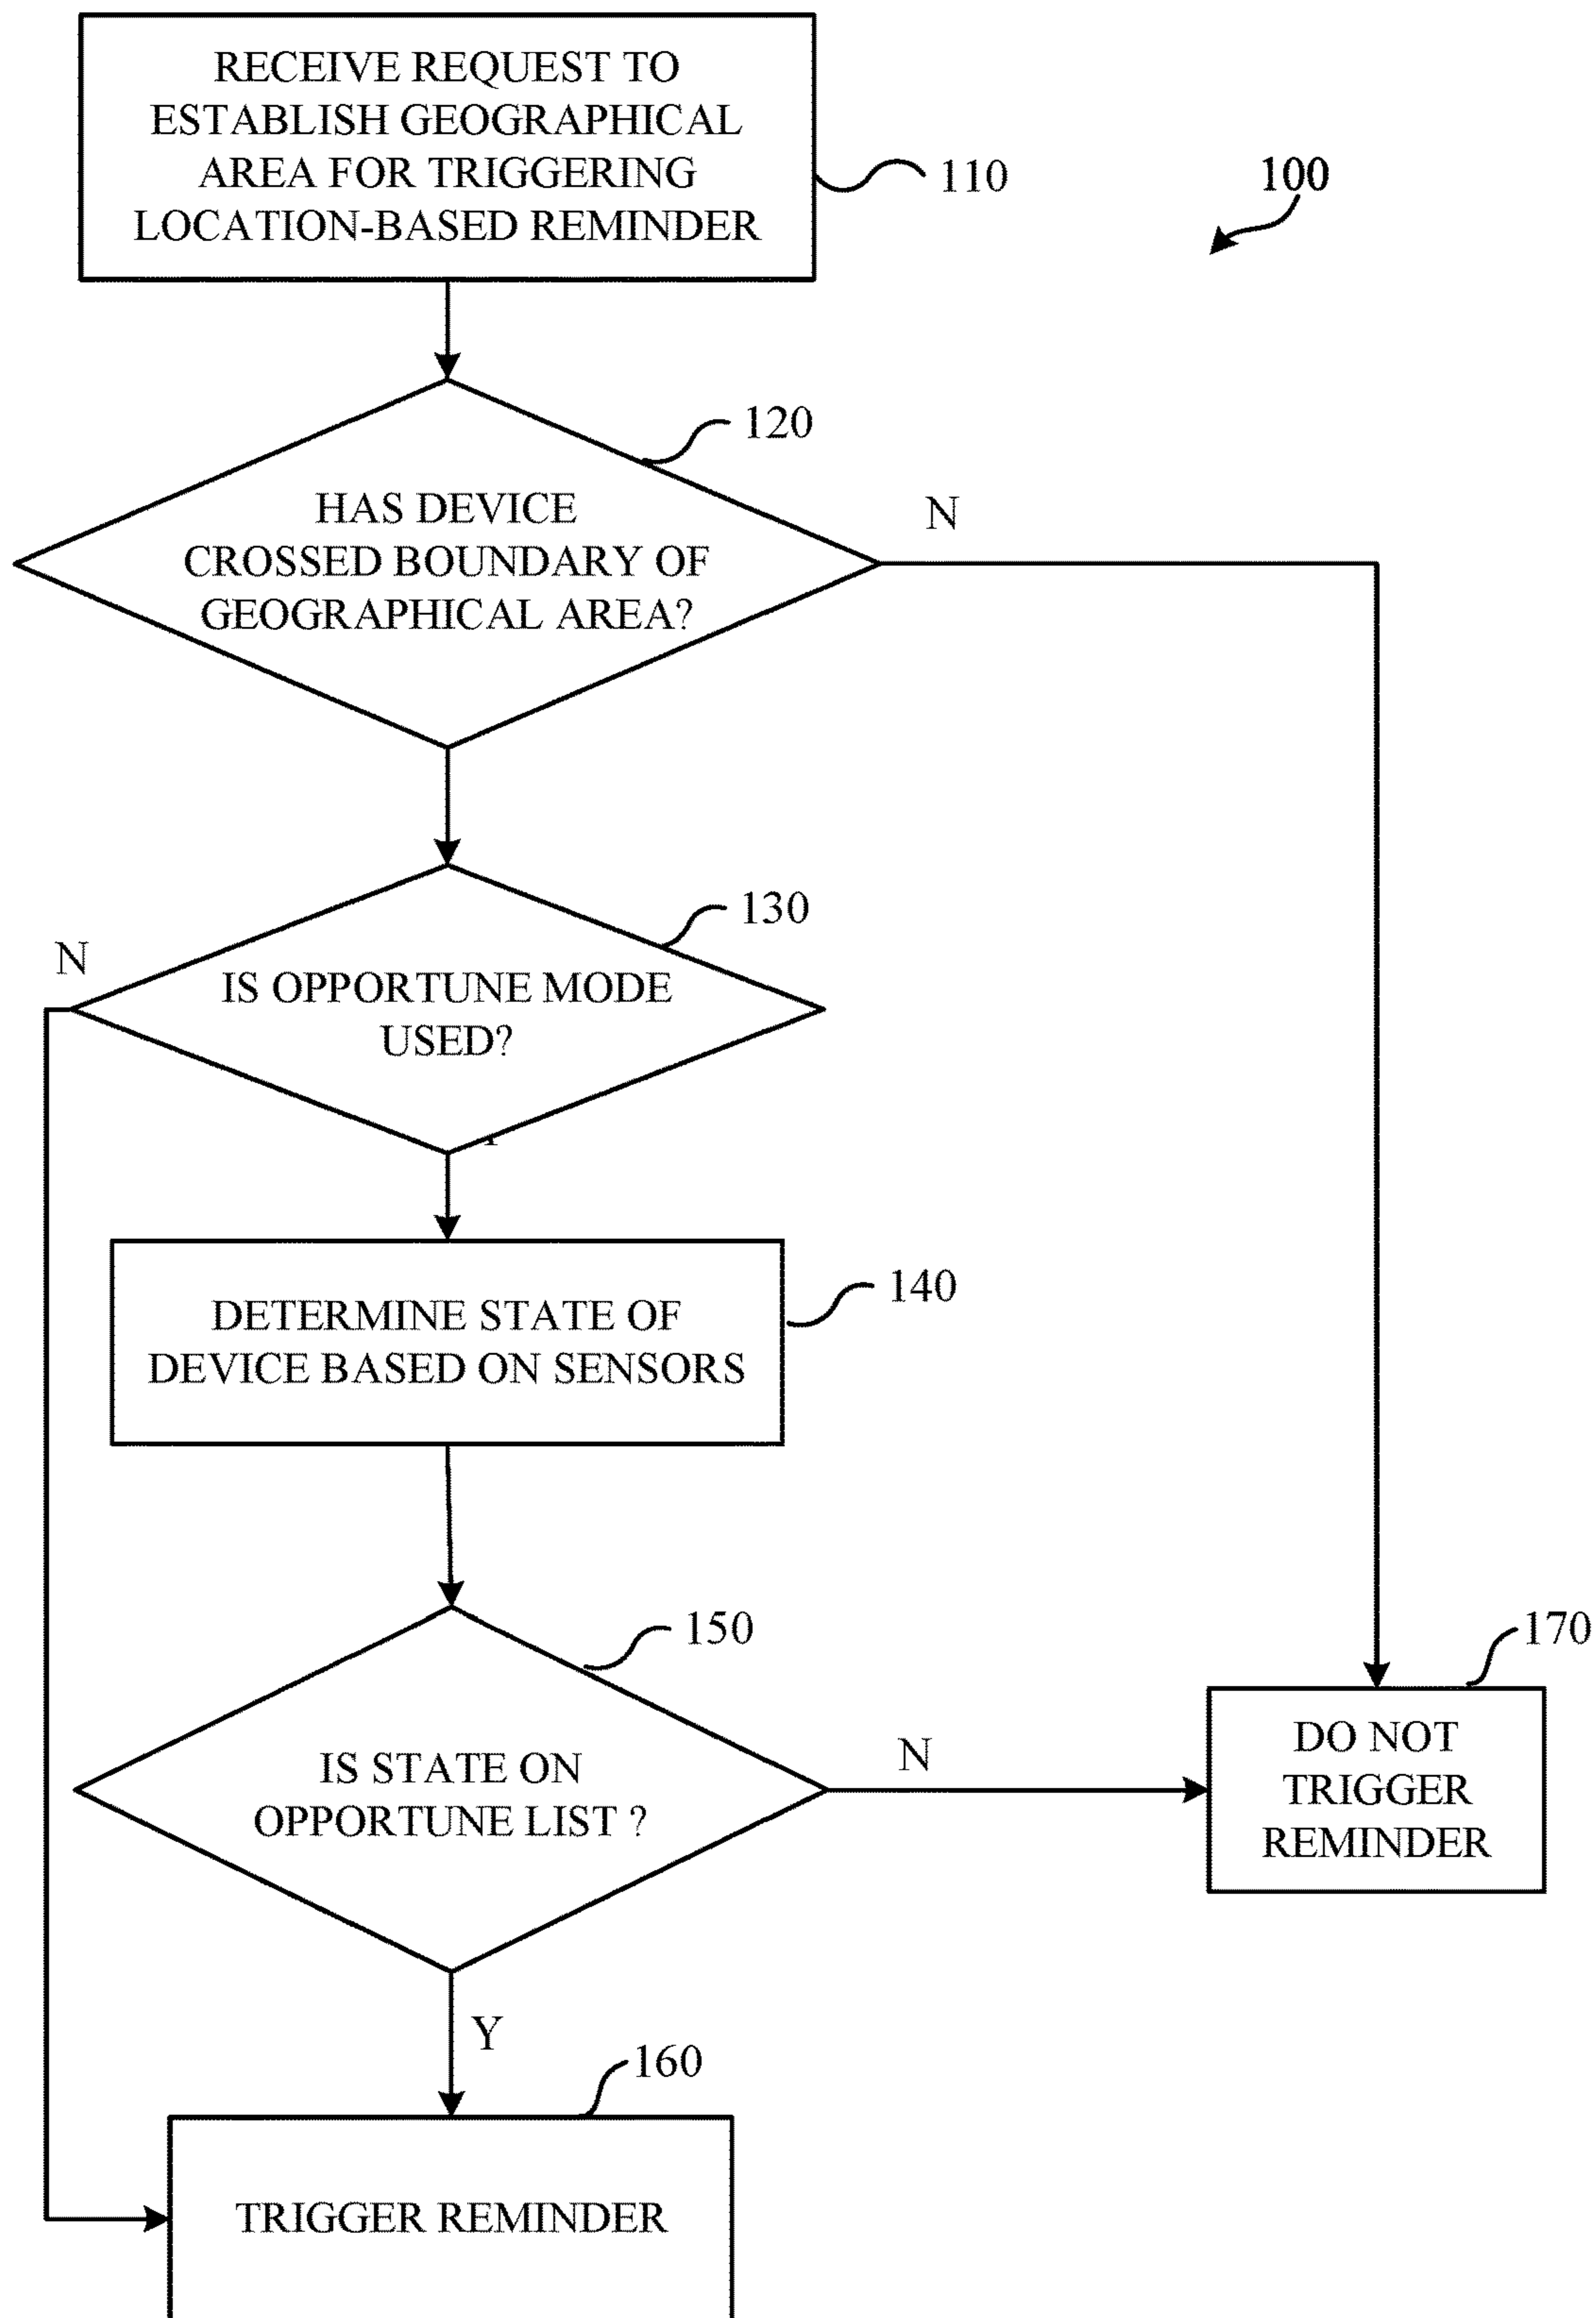 RECEIVE REQUEST TO
ESTABLISH GEOGRAPHICAL
AREA FOR TRIGGERING
LOCATION-BASED REMINDER
110
100
120
HAS DEVICE
CROSSED BOUNDARY OF
GEOGRAPHICAL AREA?
N
130
N
IS OPPORTUNE MODE
USED?
140
DETERMINE STATE OF
DEVICE BASED ON SENSORS
150
IS STATE ON
OPPORTUNE LIST ?
N
170
DO NOT
TRIGGER
REMINDER
Y
160
TRIGGER REMINDER